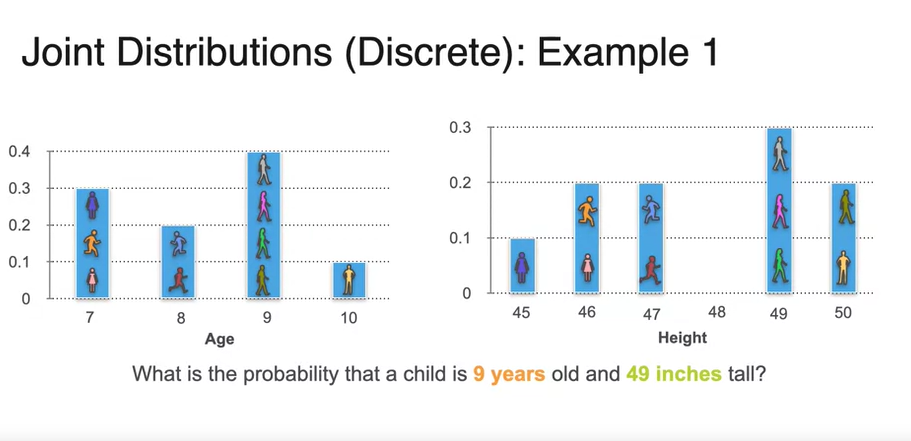 Joint Distributions (Discrete): Example 1
0.4
0.3
0.2
0.1
0
7 8 9 10
Age
0.3
0.2
0.1
0
45 46 47 48 49 50
Height
What is the probability that a child is 9 years old and 49 inches tall?